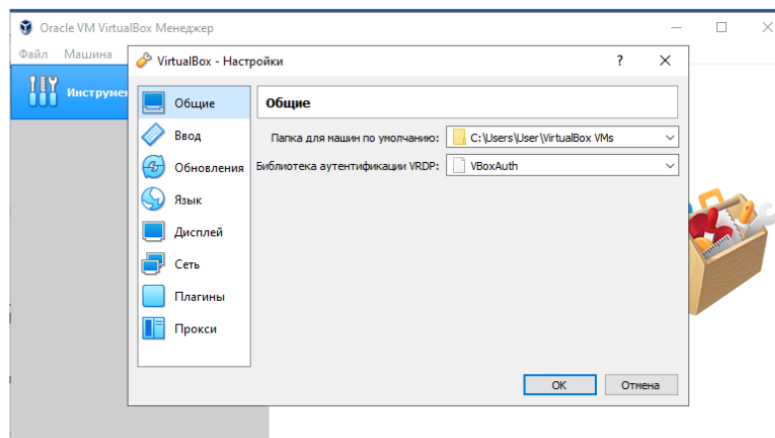 Oracle VM VirtualBox Менеджер
Файл Машина
Инструме
VirtualBox - Настройки ?
Общие
Ввод
Обновления
Язык
Дисплей
Сеть
Плагины
Прокси
Общие
Папка для машин по умолчанию: C:\Users\User\VirtualBox VMs
Библиотека аутентификации VRDP: VBoxAuth
OK Отмена